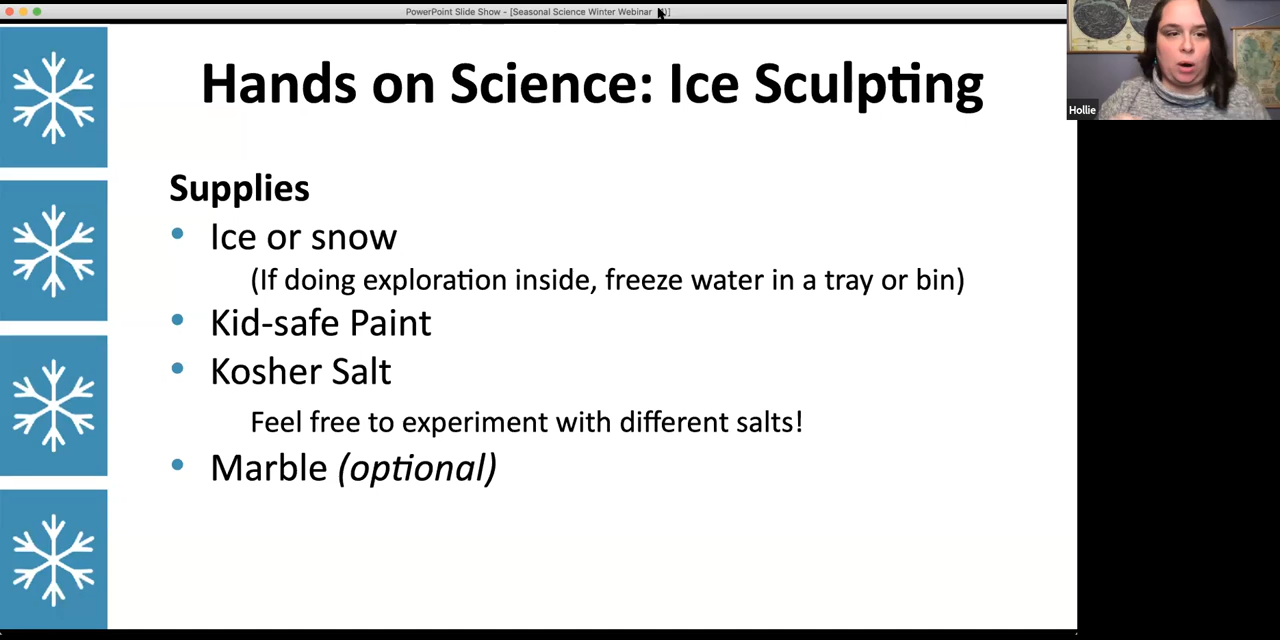 PowerPoint Slide Show - [Seasonal Science Winter Webinar
Hands on Science: Ice Sculpting
Hollie
Supplies
• Ice or snow
(If doing exploration inside, freeze water in a tray or bin)
• Kid-safe Paint
• Kosher Salt
Feel free to experiment with different salts!
• Marble (optional)